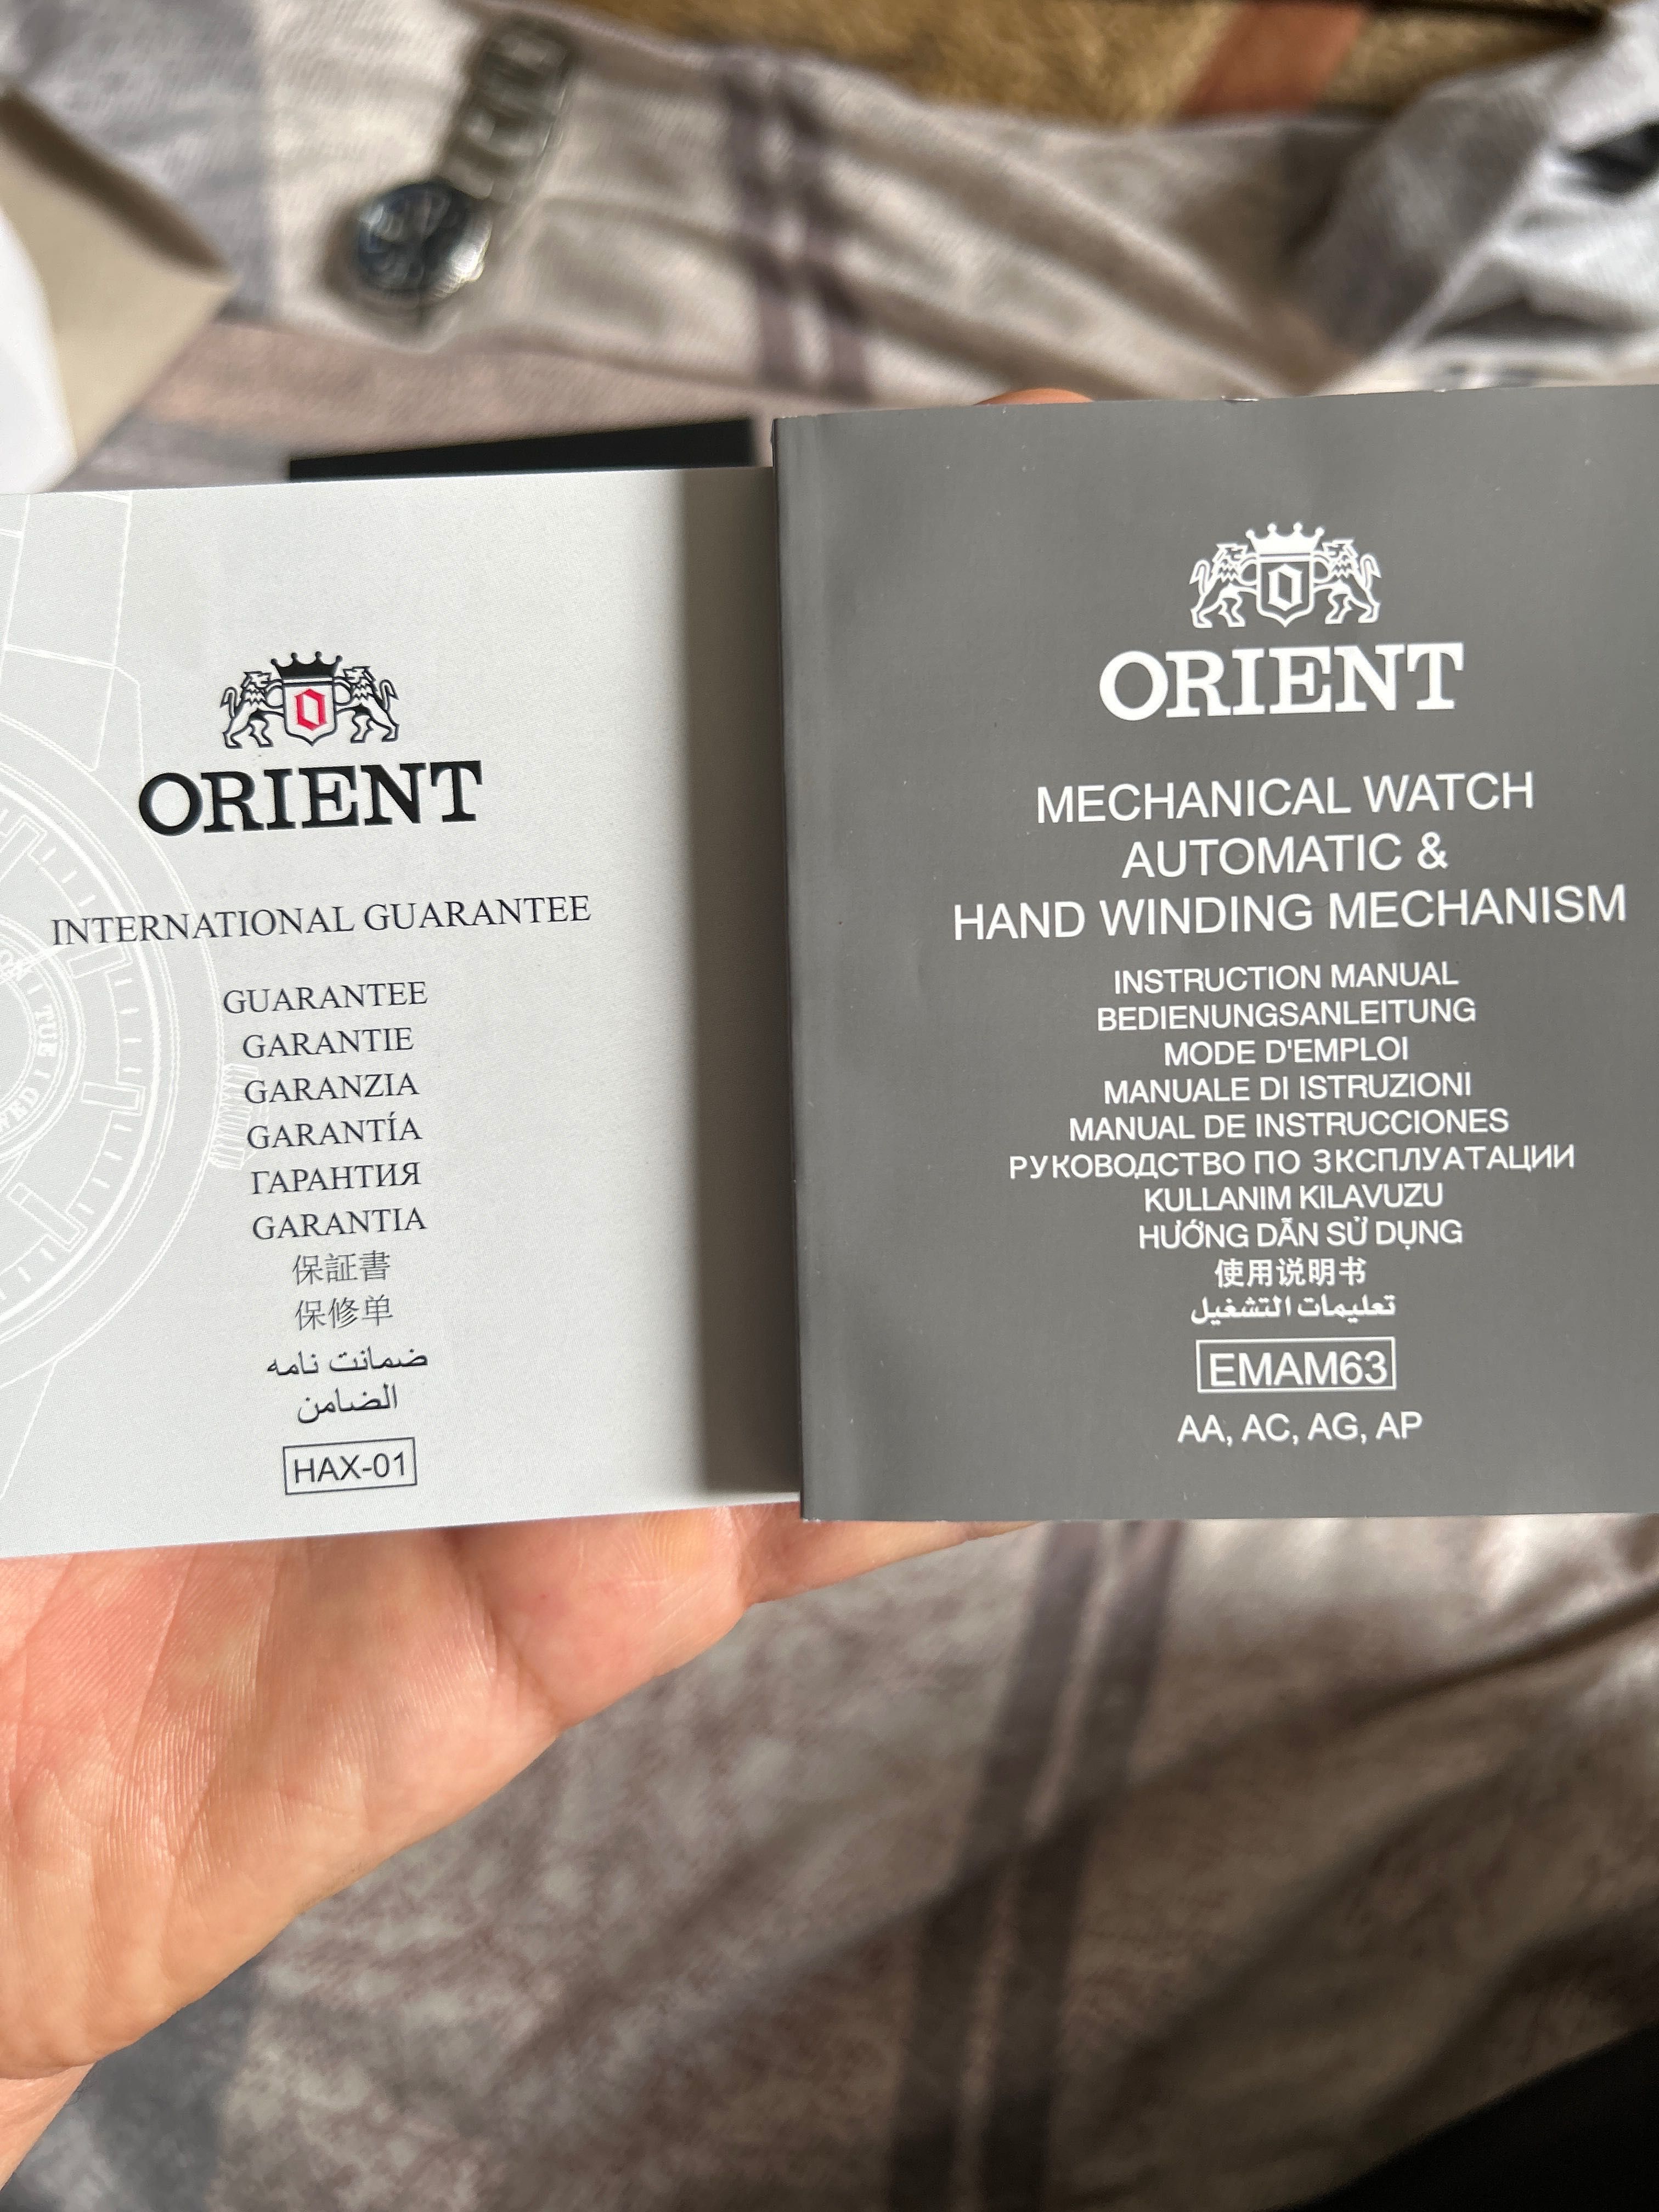 ORIENT
INTERNATIONAL GUARANTEE
GUARANTEE
GARANTIE
GARANZIA
GARANTÍA
ГАРАНТИЯ
GARANTIA
保証書
保修单
ضمانت نامه
الضامن
HAX-01
TUE
WED
ORIENT
MECHANICAL WATCH
AUTOMATIC &
HAND WINDING MECHANISM
INSTRUCTION MANUAL
BEDIENUNGSANLEITUNG
MODE D'EMPLOI
MANUALE DI ISTRUZIONI
MANUAL DE INSTRUCCIONES
РУКОВОДСТВО ПО ЗКСПЛУАТАЦИИ
KULLANIM KILAVUZU
HƯỚNG DẪN SỬ DỤNG
使用说明书
تعليمات التشغيل
EMAM63
AA, AC, AG, AP